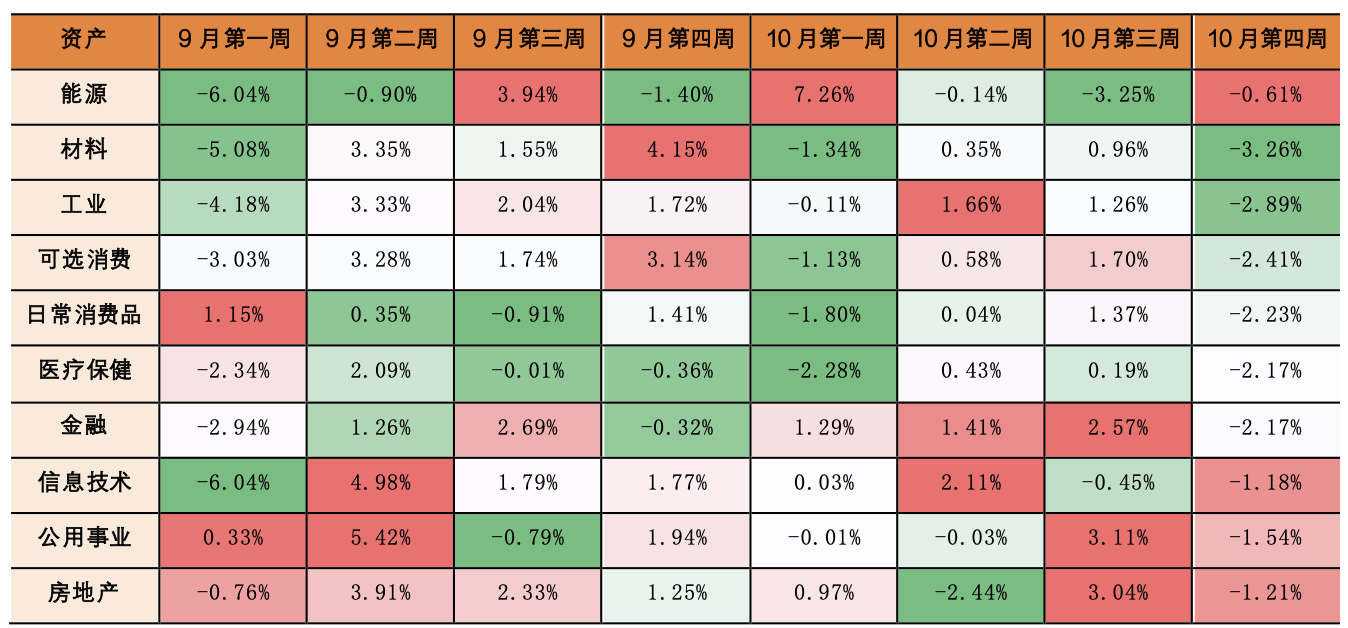 资产 9月第一周 9月第二周 9月第三周 9月第四周 10月第一周 10月第二周 10月第三周 10月第四周
能源 -6.04% -0.90% 3.94% -1.40% 7.26% -0.14% -3.25% -0.61%
材料 -5.08% 3.35% 1.55% 4.15% -1.34% 0.35% 0.96% -3.26%
工业 -4.18% 3.33% 2.04% 1.72% -0.11% 1.66% 1.26% -2.89%
可选消费 -3.03% 3.28% 1.74% 3.14% -1.13% 0.58% 1.70% -2.41%
日常消费品 1.15% 0.35% -0.91% 1.41% -1.80% 0.04% 1.37% -2.23%
医疗保健 -2.34% 2.09% -0.01% -0.36% -2.28% 0.43% 0.19% -2.17%
金融 -2.94% 1.26% 2.69% -0.32% 1.29% 1.41% 2.57% -2.17%
信息技术 -6.04% 4.98% 1.79% 1.77% 0.03% 2.11% -0.45% -1.18%
公用事业 0.33% 5.42% -0.79% 1.94% -0.01% -0.03% 3.11% -1.54%
房地产 -0.76% 3.91% 2.33% 1.25% 0.97% -2.44% 3.04% -1.21%